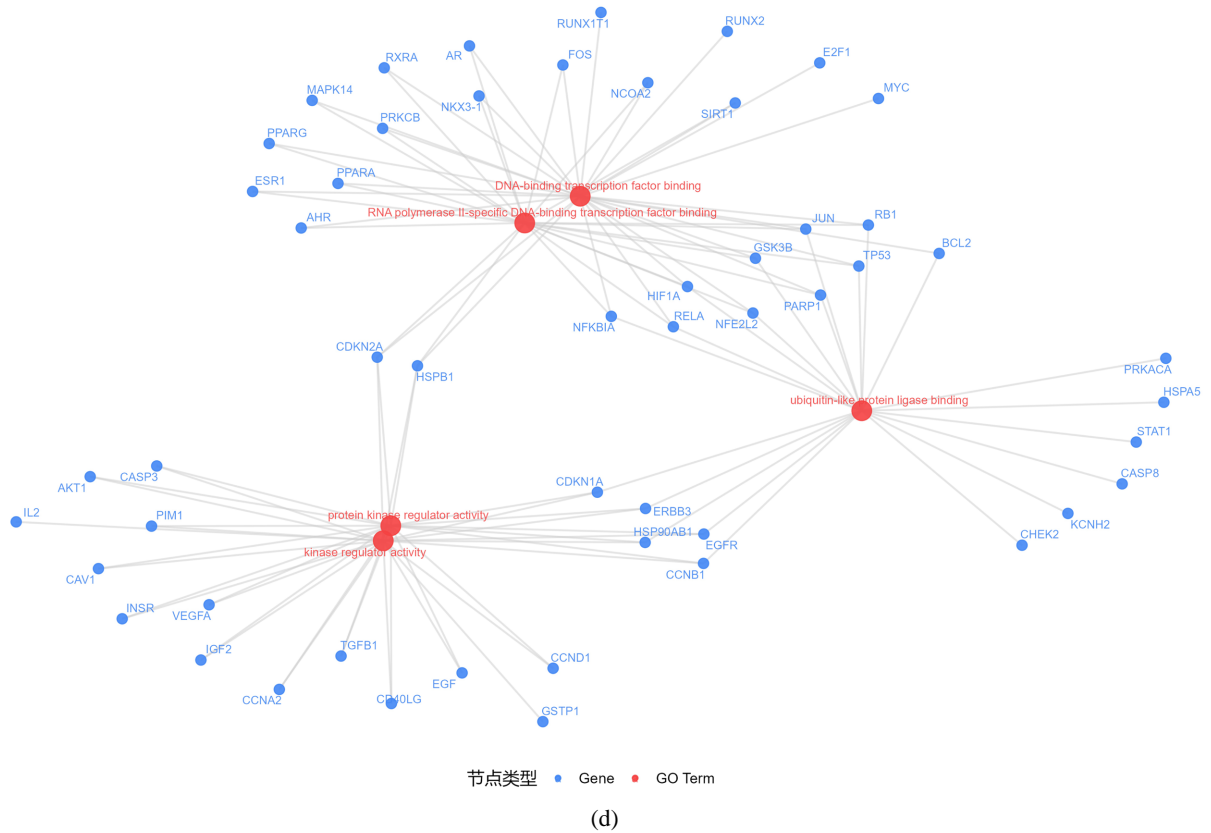 RUNX1T1
RUNX2
AR
FOS
E2F1
RXRA
MAPK14
NKX3-1
NCOA2
SIRT1
MYC
PRKCB
PPARG
PPARA
ESR1
DNA-binding transcription factor binding
RNA polymerase II-specific DNA-binding transcription factor binding
AHR
JUN
RB1
GSK3B
TP53
BCL2
HIF1A
PARP1
RELA
NFE2L2
NFKBIA
CDKN2A
HSPB1
PRKACA
ubiquitin-like protein ligase binding
HSPA5
STAT1
CASP8
KCNH2
CHEK2
CASP3
AKT1
CDKN1A
IL2
PIM1
protein kinase regulator activity
ERBB3
HSP90AB1
EGFR
kinase regulator activity
CCNB1
CAV1
INSR
VEGFA
IGF2
TGFB1
CCND1
EGF
CCNA2
CD40LG
GSTP1
节点类型 Gene GO Term
(d)